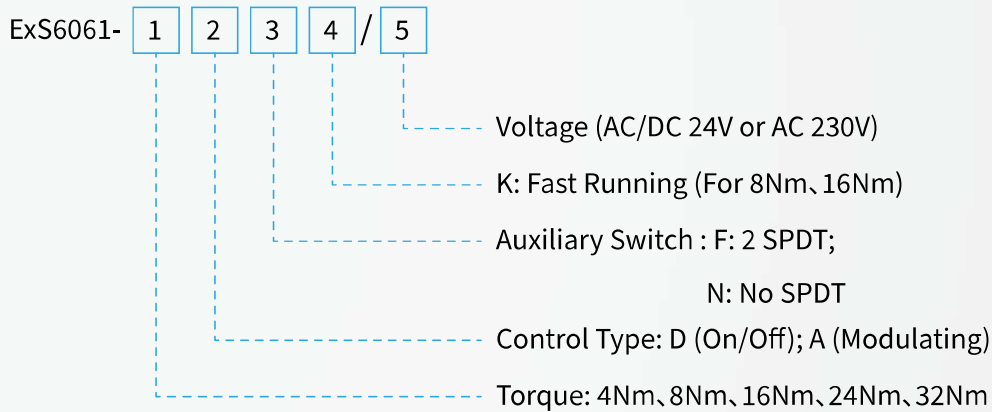 ExS6061- 1 2 3 4 / 5
Voltage (AC/DC 24V or AC 230V)
K: Fast Running (For 8Nm、16Nm)
Auxiliary Switch : F: 2 SPDT;
N: No SPDT
Control Type: D (On/Off); A (Modulating)
Torque: 4Nm、8Nm、16Nm、24Nm、32Nm